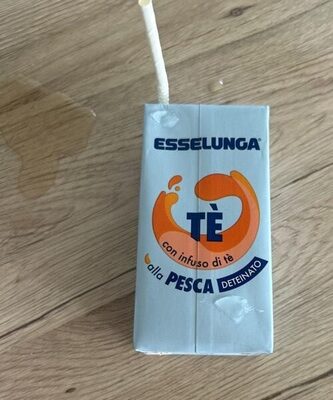 ESSELUNGA®
TÈ
con infuso di tè
alla PESCA DETEINATO